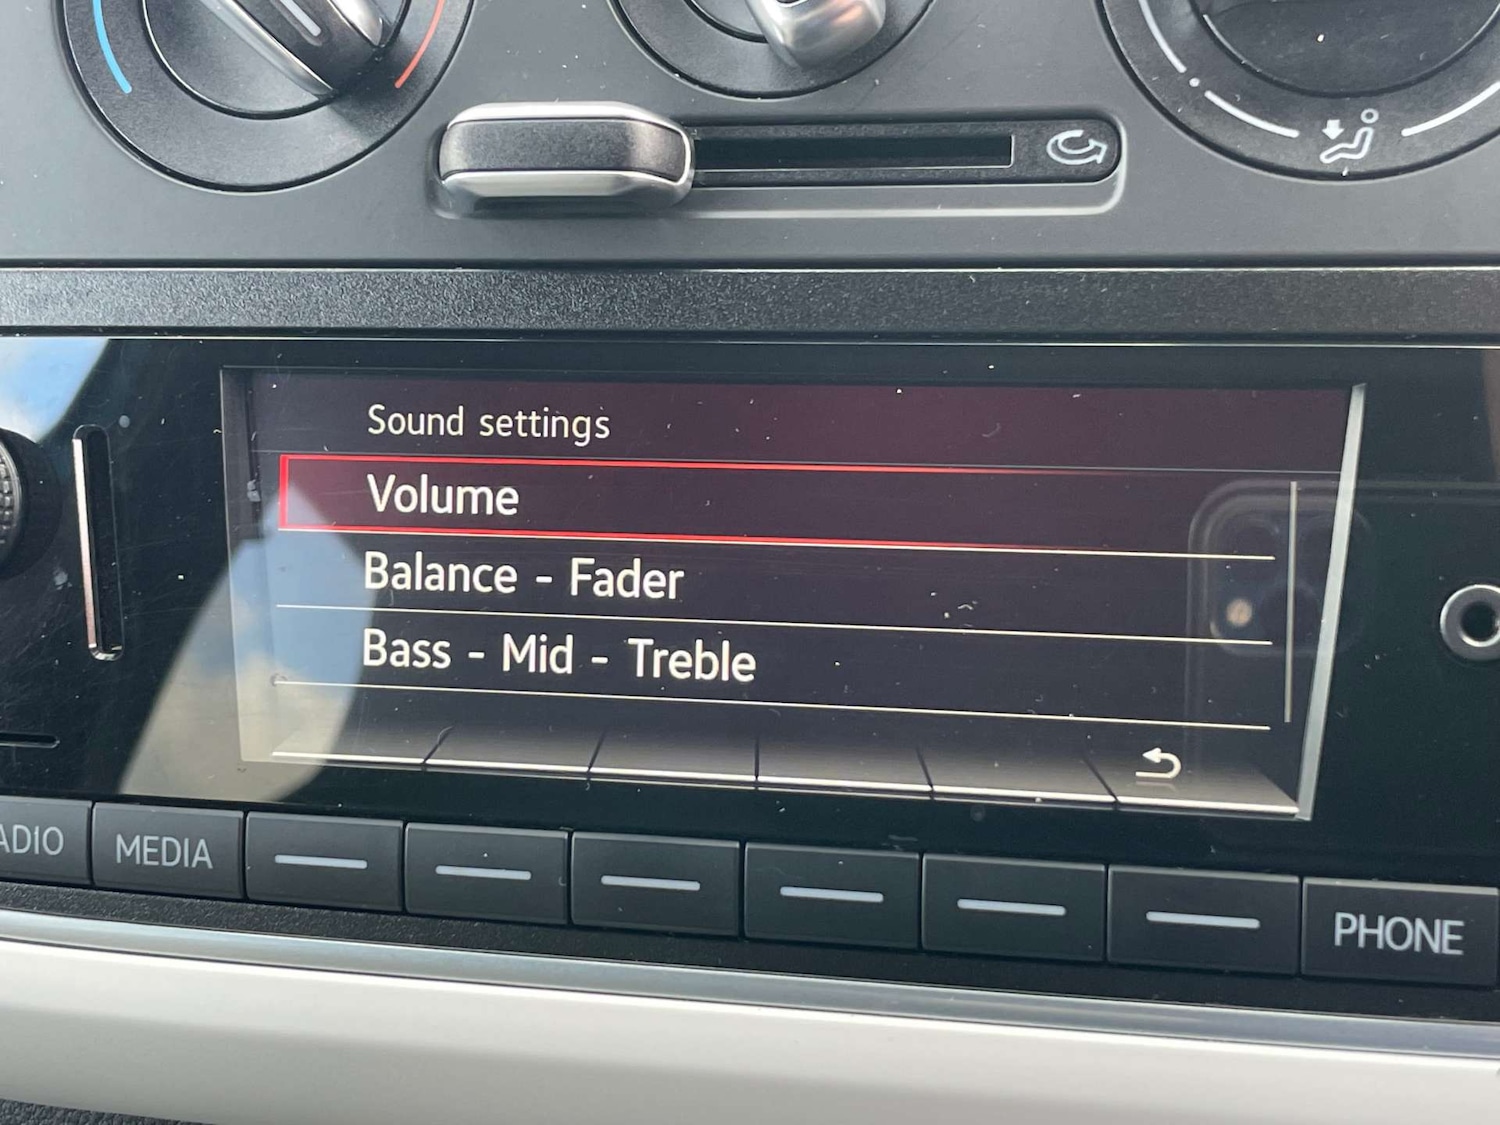 Sound settings
Volume
Balance - Fader
Bass - Mid - Treble
ADIO
MEDIA
PHONE